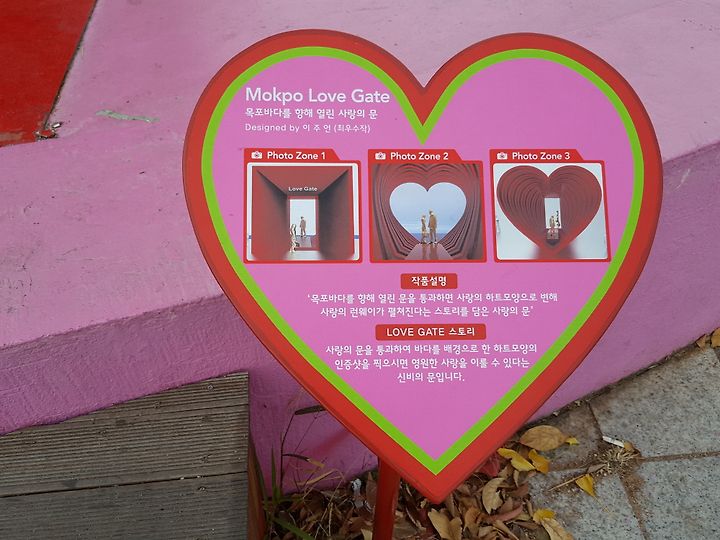 Mokpo Love Gate
목포바다를 향해 열린 사랑의 문
Designed by 이 주 언 (최우수작)
Photo Zone 1
Photo Zone 2
Photo Zone 3
Love Gate
작품설명
'목포바다를 향해 열린 문을 통과하면 사랑의 하트모양으로 변해
사랑의 런웨이가 펼쳐진다는 스토리를 담은 사랑의 문'
LOVE GATE 스토리
사랑의 문을 통과하여 바다를 배경으로 한 하트모양의
인증샷을 찍으시면 영원한 사랑을 이룰 수 있다는
신비의 문입니다.